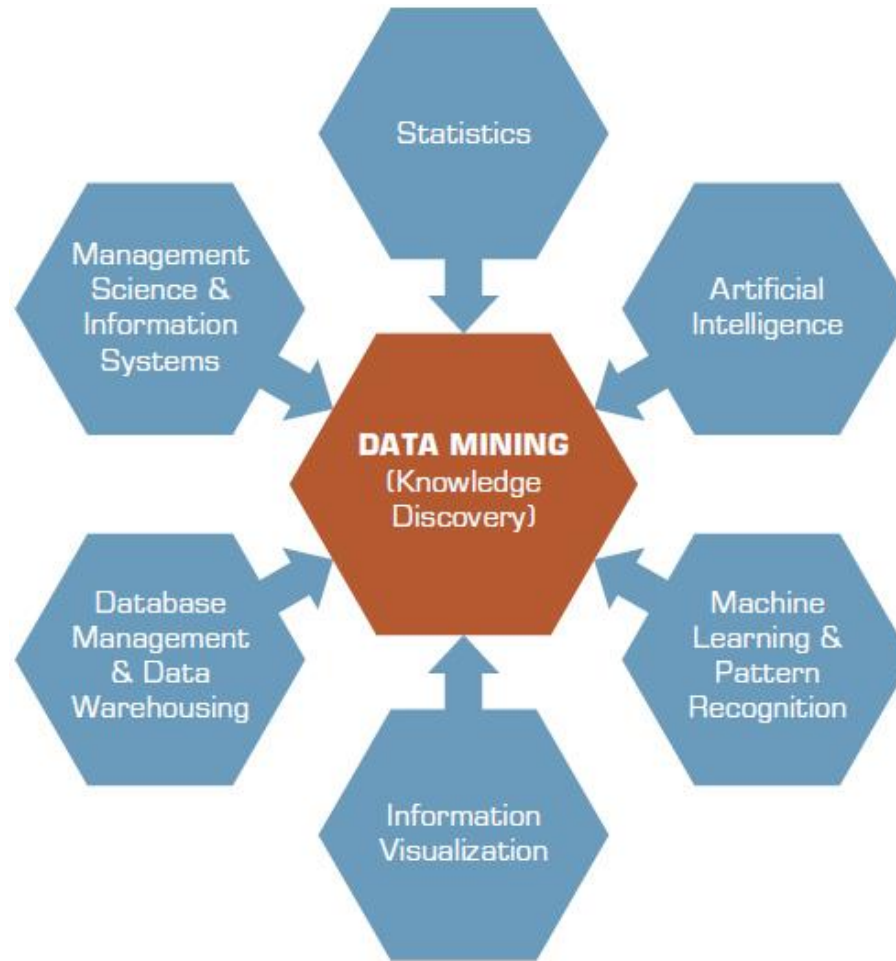 Statistics
Management
Science &
Information
Systems
Artificial
Intelligence
DATA MINING
(Knowledge
Discovery)
Database
Management
& Data
Warehousing
Machine
Learning &
Pattern
Recognition
Information
Visualization